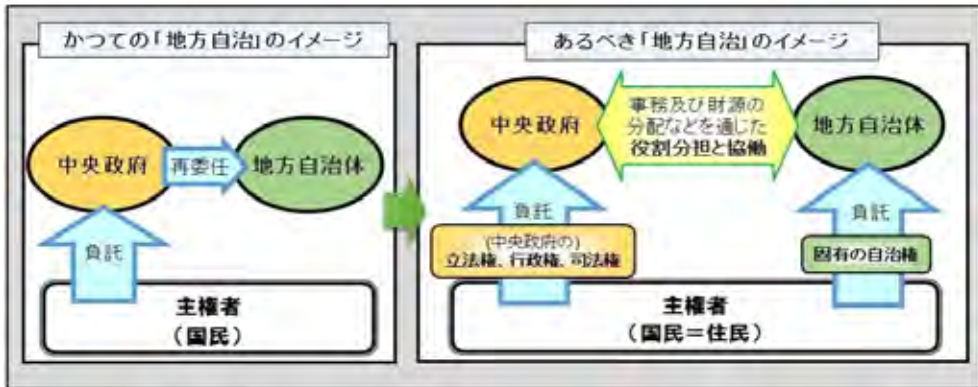 かつての「地方自治」のイメージ
中央政府
再委任
地方自治体
負託
主権者
（国民）
あるべき「地方自治」のイメージ
中央政府
事務及び財源の
分配などを通じた
役割分担と協働
地方自治体
負託
(中央政府の)
立法権、行政権、司法権
負託
固有の自治権
主権者
（国民＝住民）